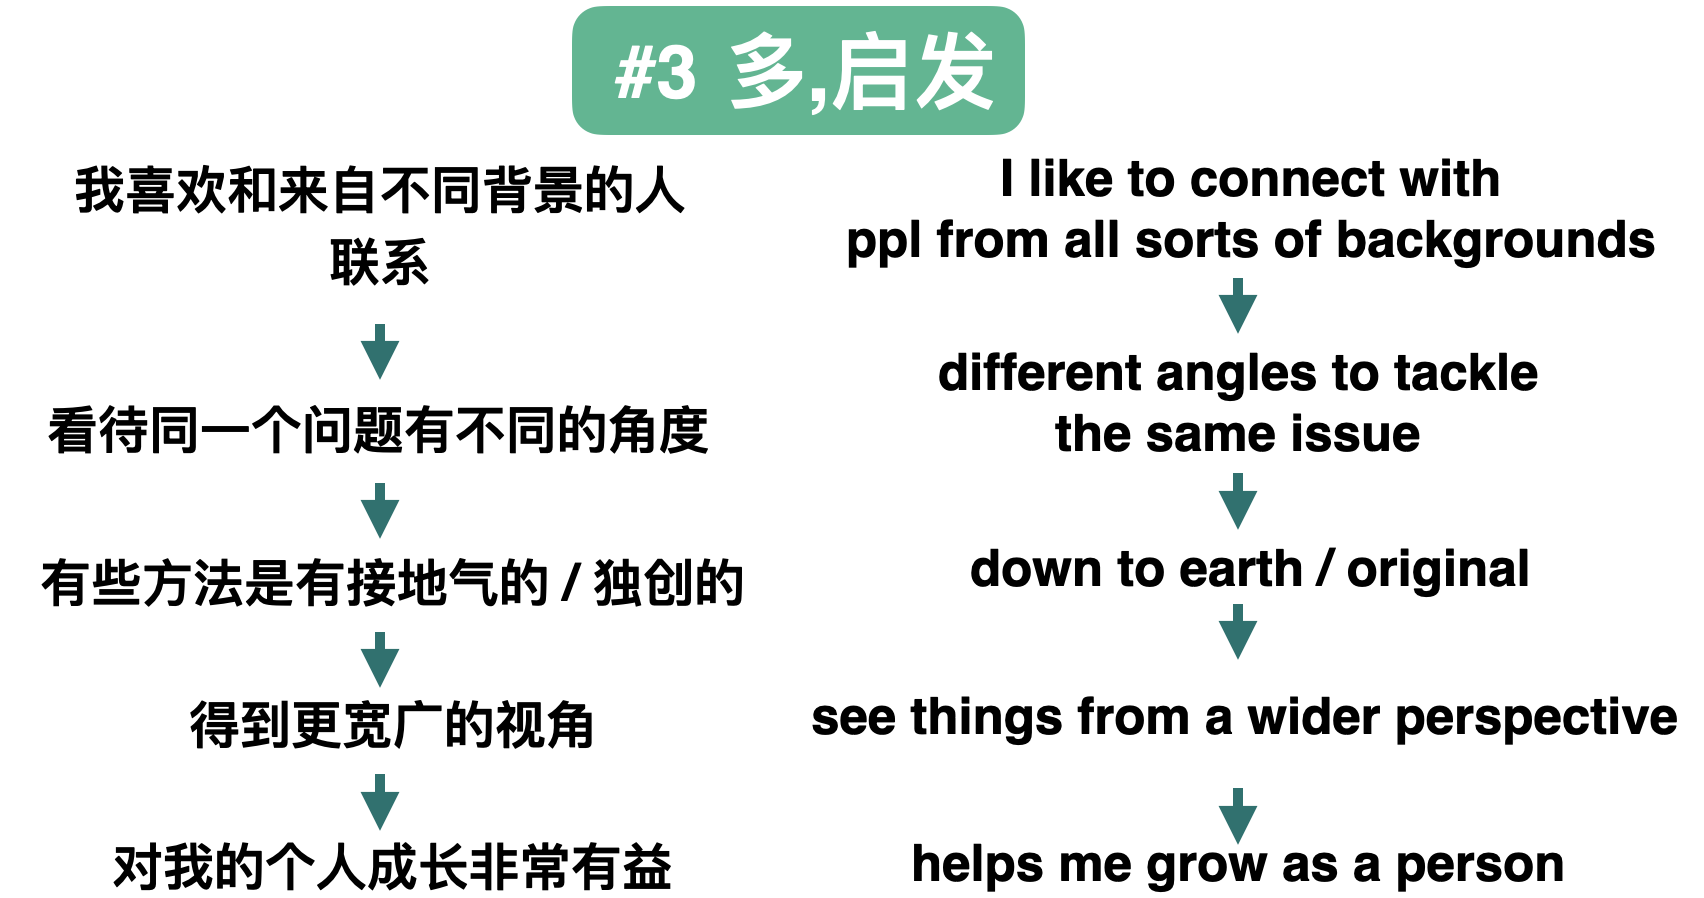 #3 多,启发
我喜欢和来自不同背景的人
联系
看待同一个问题有不同的角度
有些方法是有接地气的 / 独创的
得到更宽广的视角
对我的个人成长非常有益
I like to connect with
ppl from all sorts of backgrounds
different angles to tackle
the same issue
down to earth / original
see things from a wider perspective
helps me grow as a person